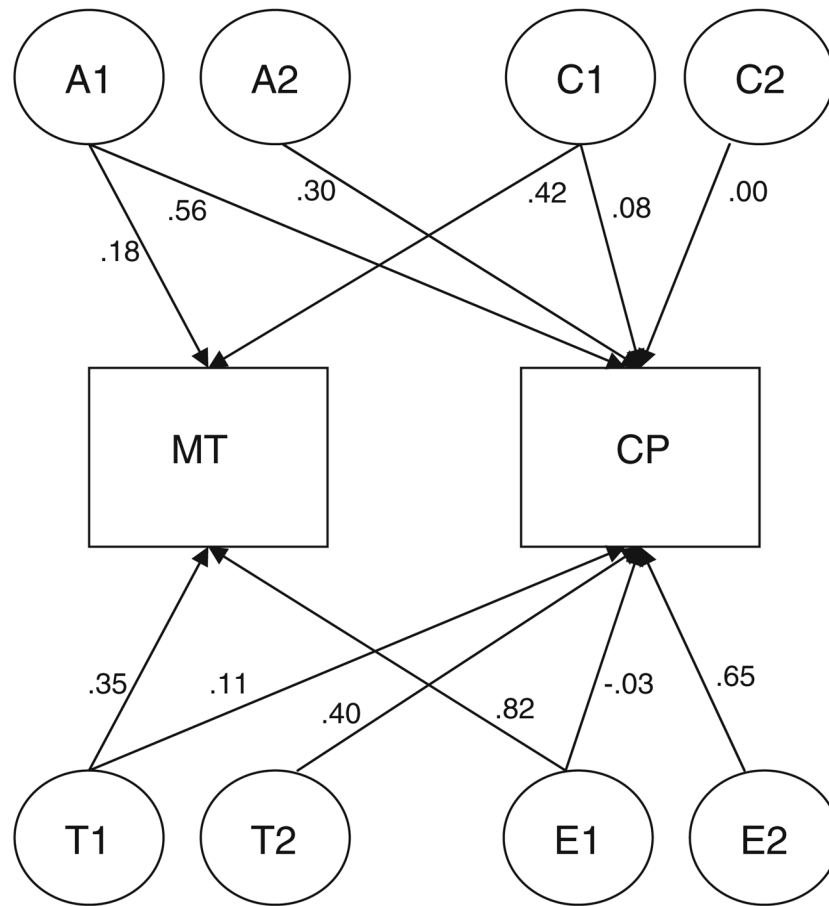 A1 A2 C1 C2
.56 .30 .42 .08 .00
.18
MT CP
.35 .11 .40 .82 -.03 .65
T1 T2 E1 E2